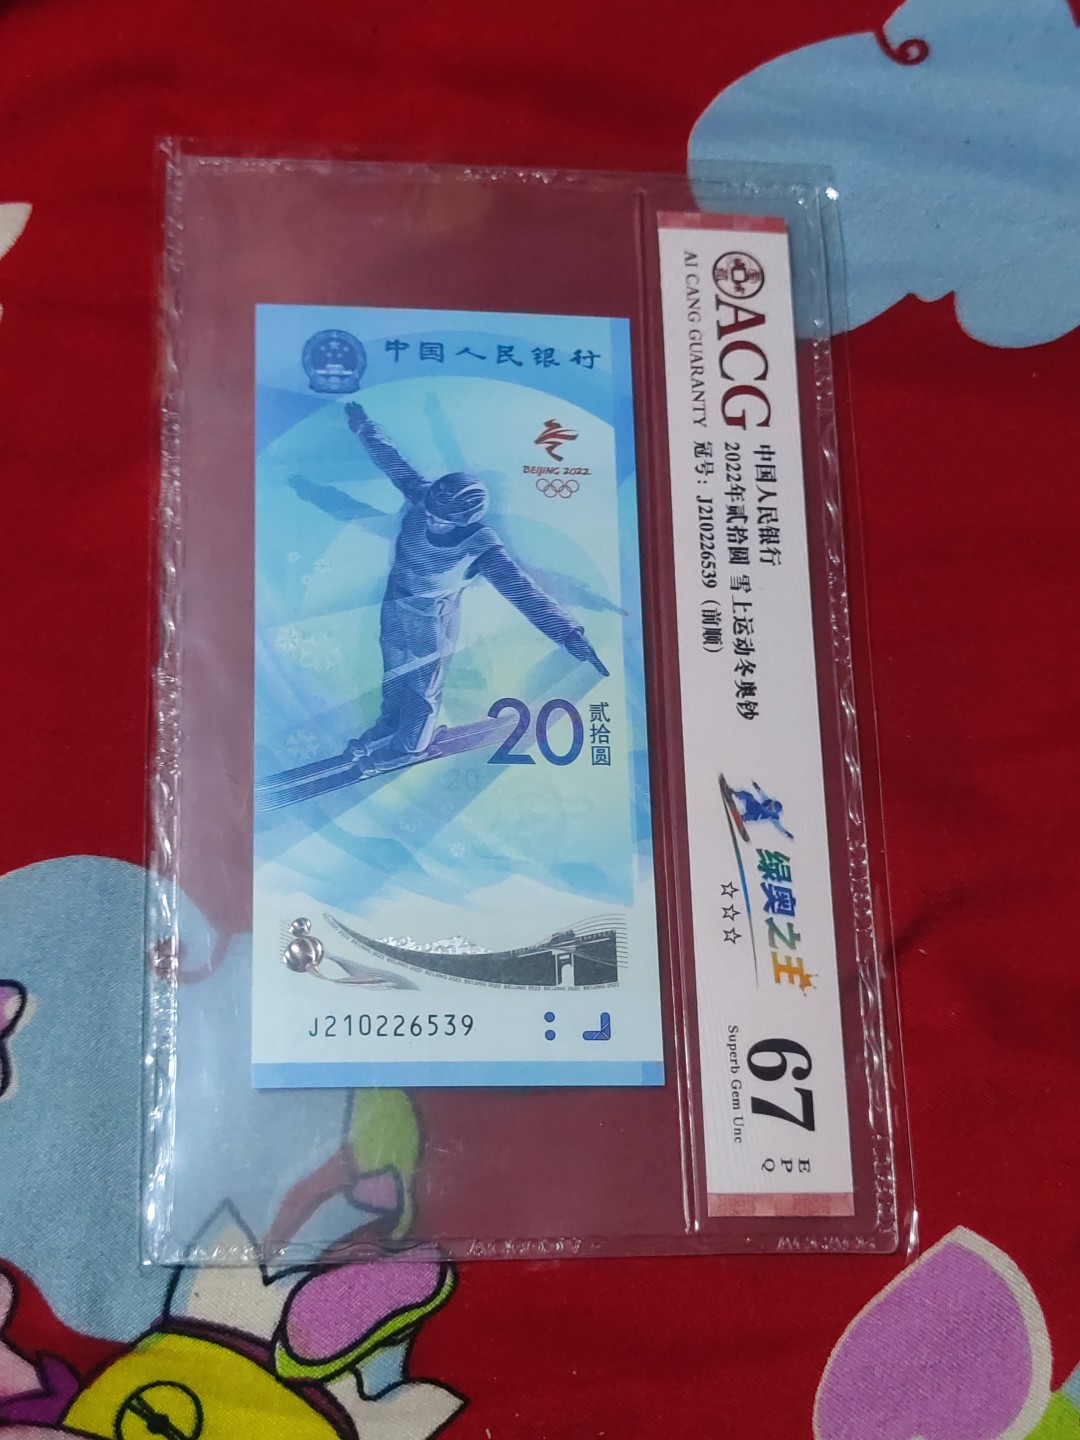 中国人民银行
BEIJING 2022
20
贰拾圆
20
J210226539
ACG
AI CANG GUARANTY
中国人民银行
2022年贰拾圆 雪上运动冬奥钞
冠号：J210226539（前顺）
绿奥之主
☆☆☆
67
EPQ
Superb Gem Unc